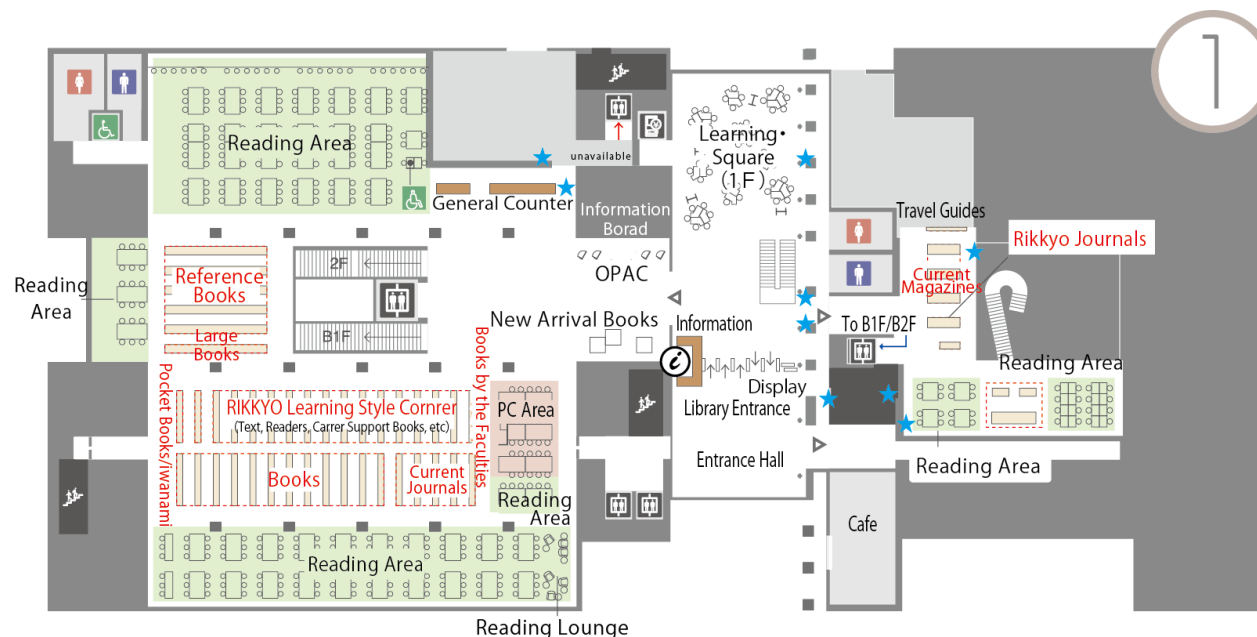 1
Reading Area
unavailable
Learning・
Square
(1F)
General Counter
Information
Borad
Travel Guides
Rikkyo Journals
Reference
Books
2F
OPAC
Current
Magazines
Reading
Area
New Arrival Books
Information
To B1F/B2F
Large
Books
B1F
i
Display
Reading Area
Pocket Books/iwanami
RIKKYO Learning Style Cornrer
(Text, Readers, Carrer Support Books, etc)
Books by the Faculties
PC Area
Library Entrance
Entrance Hall
Reading Area
Books
Current
Journals
Reading
Area
Cafe
Reading Area
Reading Lounge